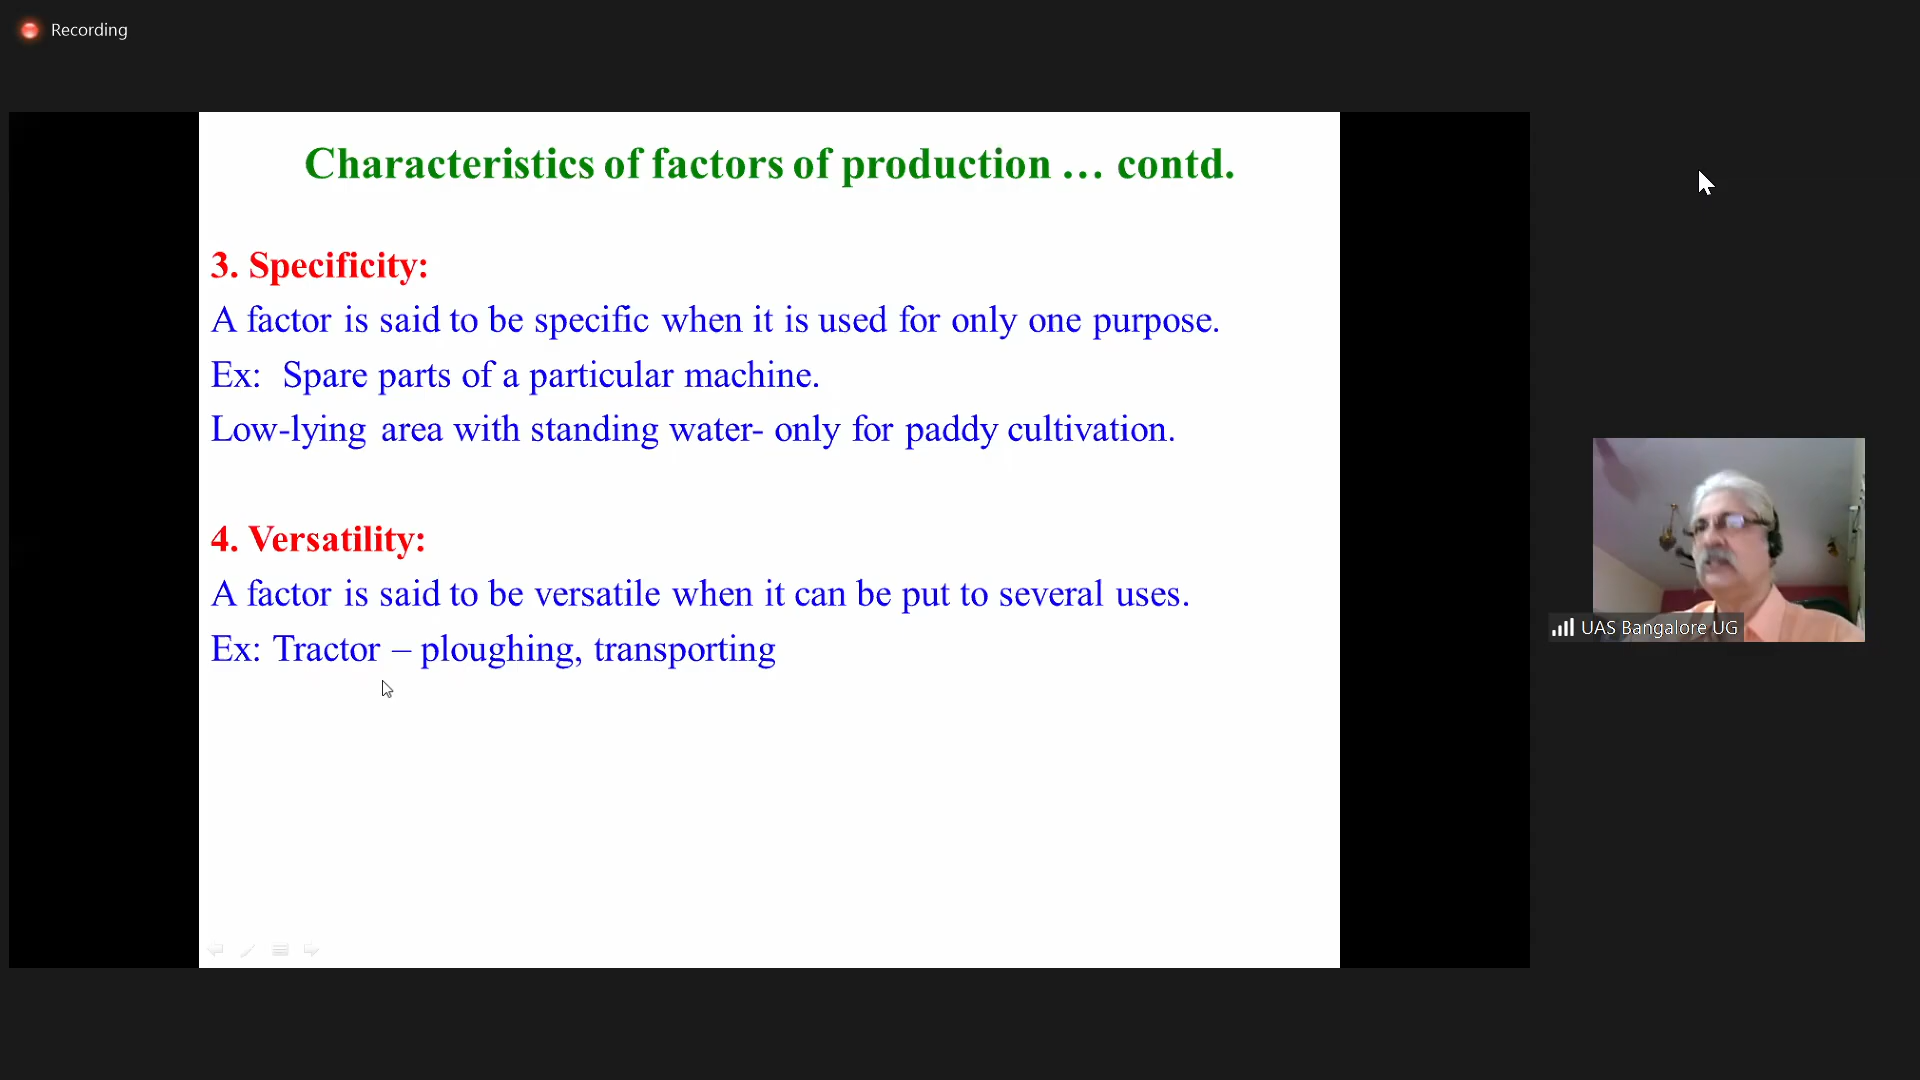 Recording
Characteristics of factors of production … contd.
3. Specificity:
A factor is said to be specific when it is used for only one purpose.
Ex: Spare parts of a particular machine.
Low-lying area with standing water- only for paddy cultivation.
4. Versatility:
A factor is said to be versatile when it can be put to several uses.
Ex: Tractor – ploughing, transporting
UAS Bangalore UG